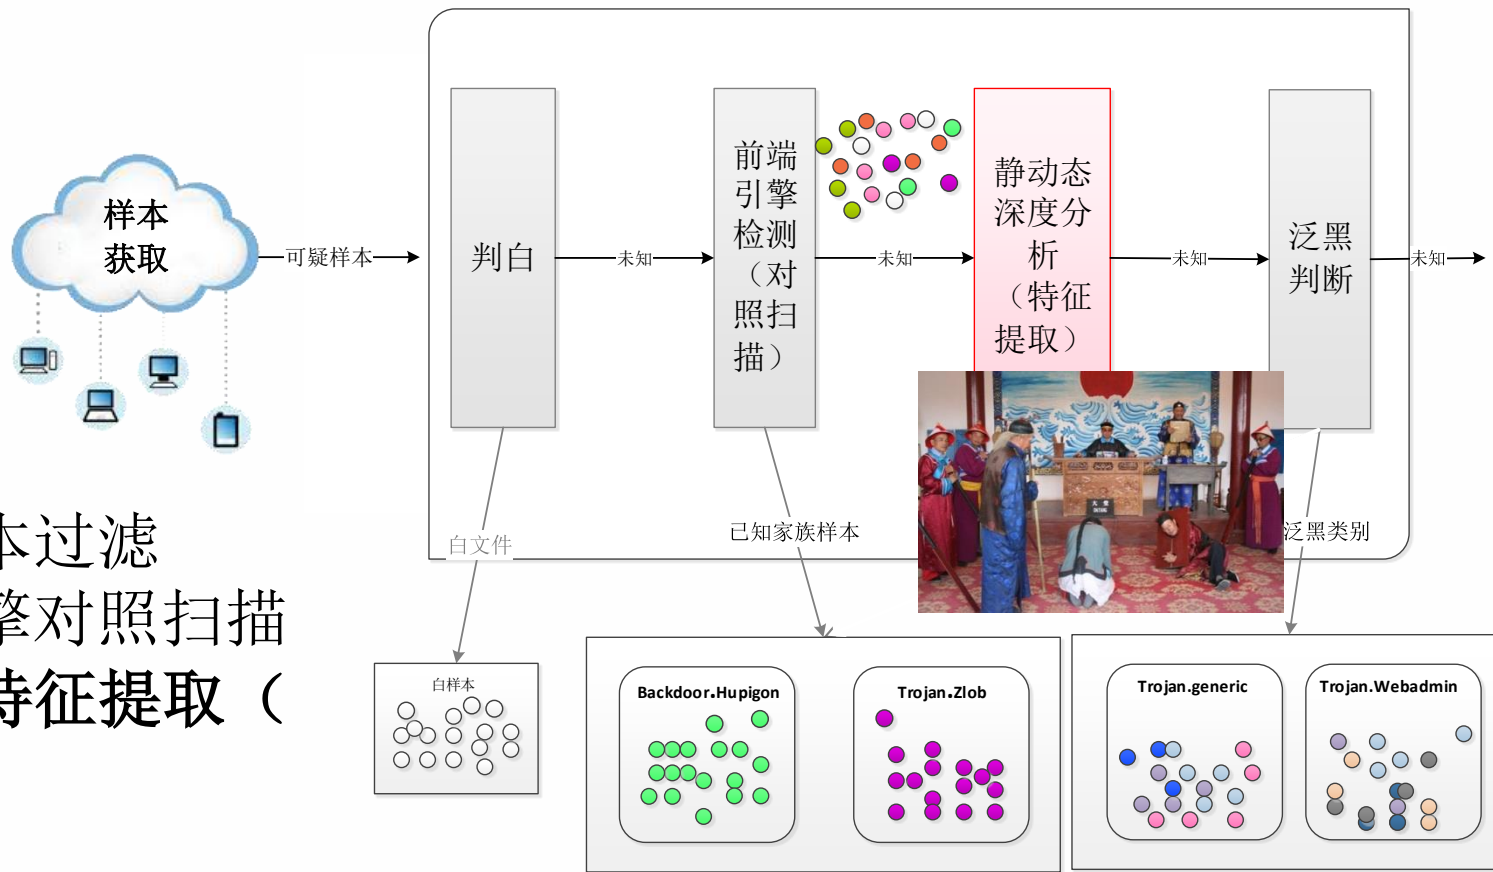 样本
获取
可疑样本
判白
未知
前端
引擎
检测
（对
照扫
描）
未知
静动态
深度分
析
（特征
提取）
未知
泛黑
判断
未知
白文件
已知家族样本
泛黑类别
本过滤
擎对照扫描
特征提取（
白样本
Backdoor.Hupigon
Trojan.Zlob
Trojan.generic
Trojan.Webadmin